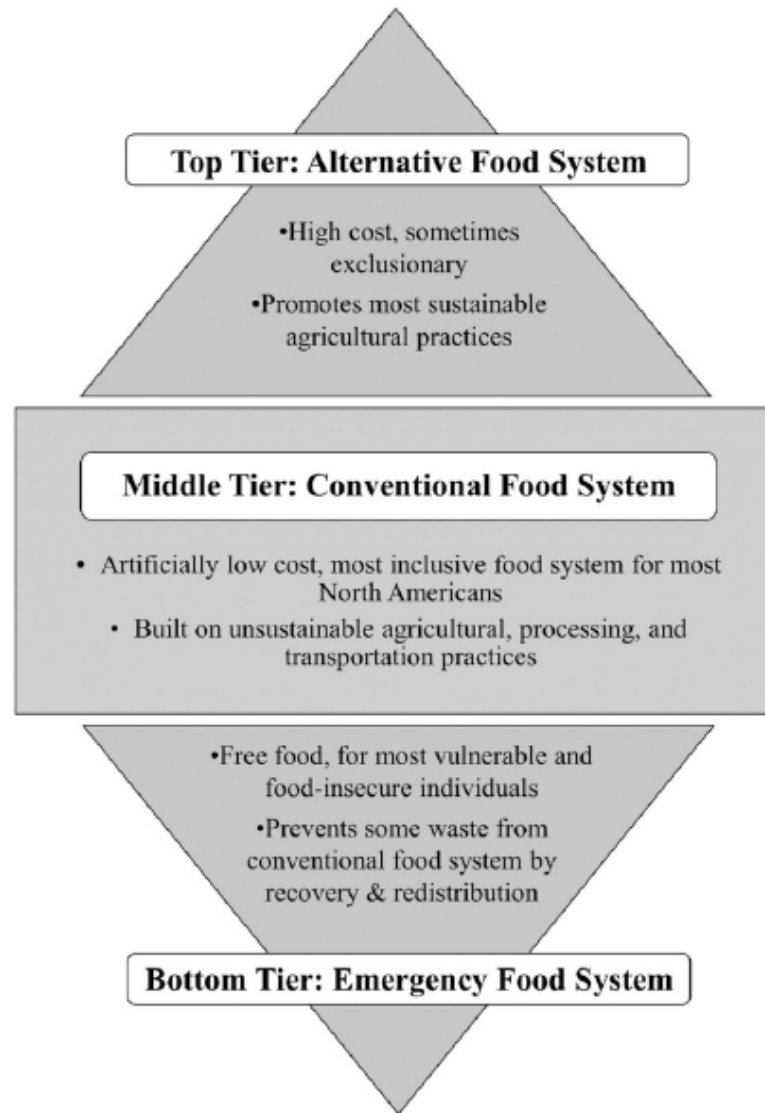 Top Tier: Alternative Food System
•High cost, sometimes
exclusionary
•Promotes most sustainable
agricultural practices
Middle Tier: Conventional Food System
• Artificially low cost, most inclusive food system for most
North Americans
• Built on unsustainable agricultural, processing, and
transportation practices
•Free food, for most vulnerable and
food-insecure individuals
•Prevents some waste from
conventional food system by
recovery & redistribution
Bottom Tier: Emergency Food System